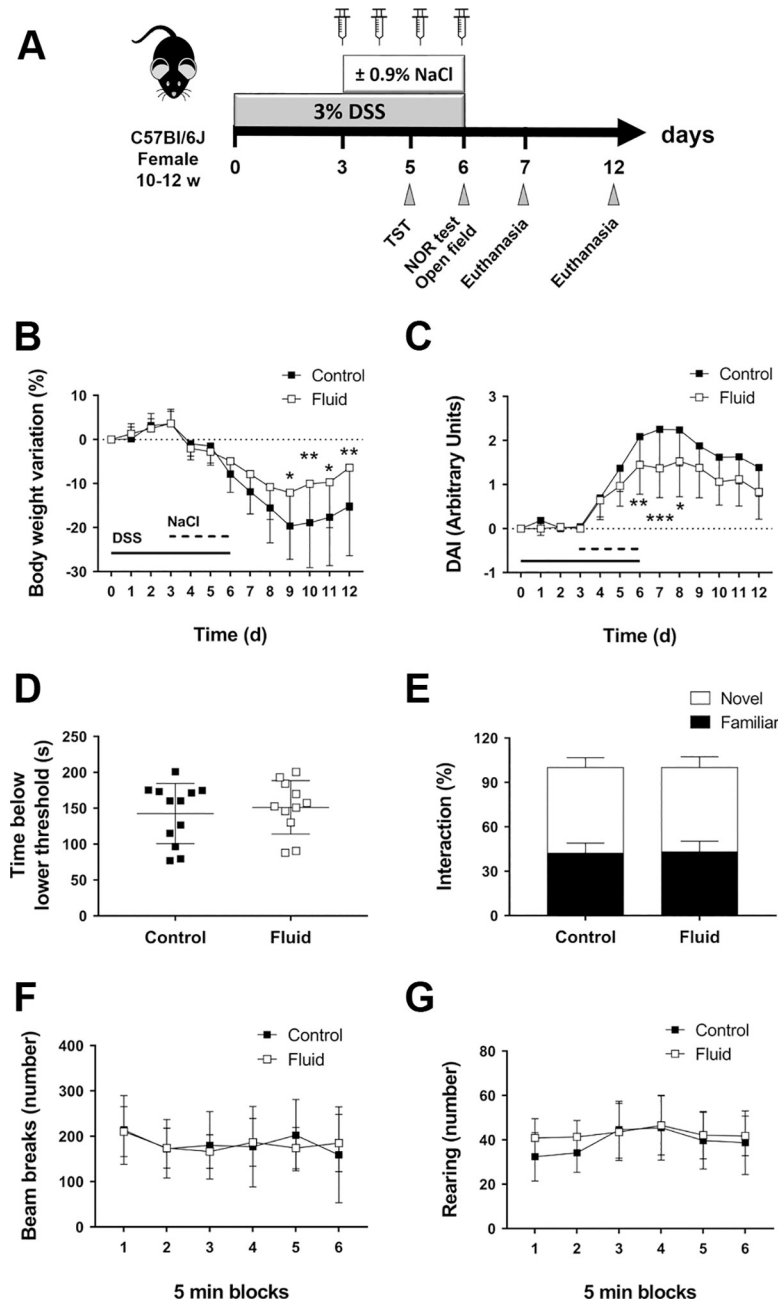 A
± 0.9% NaCl
3% DSS
C57Bl/6J
Female
10-12 w
days
0 3 5 6 7 12
TST
NOR test
Open field
Euthanasia
Euthanasia
B
Control
Fluid
Body weight variation (%)
10
0
-10
-20
-30
* ** * **
NaCl
DSS
0 1 2 3 4 5 6 7 8 9 10 11 12
Time (d)
C
Control
Fluid
DAI (Arbitrary Units)
3
2
1
0
-1
** *** *
0 1 2 3 4 5 6 7 8 9 10 11 12
Time (d)
D
Time below
lower threshold (s)
250
200
150
100
50
0
Control Fluid
E
Novel
Familiar
Interaction (%)
120
90
60
30
0
Control Fluid
F
Control
Fluid
Beam breaks (number)
400
300
200
100
0
1 2 3 4 5 6
5 min blocks
G
Control
Fluid
Rearing (number)
80
60
40
20
0
1 2 3 4 5 6
5 min blocks